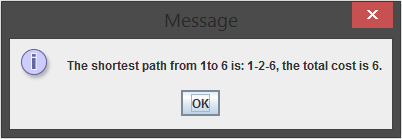 Message
The shortest path from 1to 6 is: 1-2-6, the total cost is 6.
OK